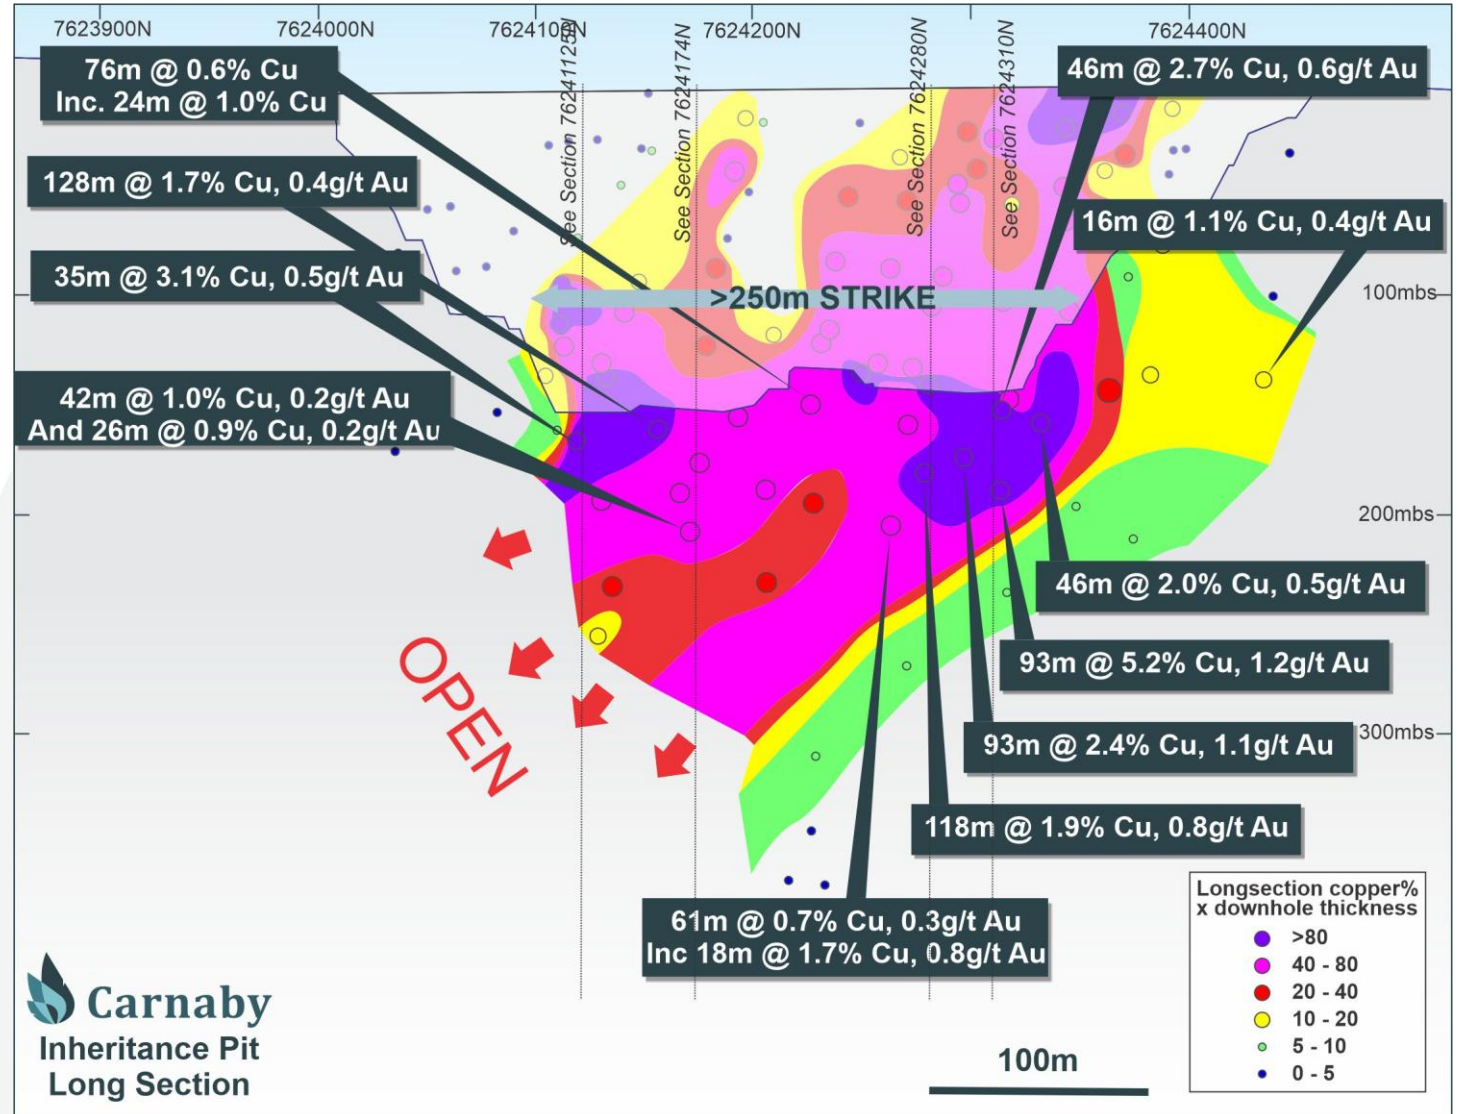 7623900N
7624000N
7624100N
7624200N
7624400N
See Section 7624125N
See Section 7624174N
See Section 7624280N
See Section 7624310N
76m @ 0.6% Cu
Inc. 24m @ 1.0% Cu
46m @ 2.7% Cu, 0.6g/t Au
128m @ 1.7% Cu, 0.4g/t Au
16m @ 1.1% Cu, 0.4g/t Au
35m @ 3.1% Cu, 0.5g/t Au
>250m STRIKE
100mbs
42m @ 1.0% Cu, 0.2g/t Au
And 26m @ 0.9% Cu, 0.2g/t Au
200mbs
46m @ 2.0% Cu, 0.5g/t Au
OPEN
93m @ 5.2% Cu, 1.2g/t Au
93m @ 2.4% Cu, 1.1g/t Au
300mbs
118m @ 1.9% Cu, 0.8g/t Au
61m @ 0.7% Cu, 0.3g/t Au
Inc 18m @ 1.7% Cu, 0.8g/t Au
Longsection copper%
x downhole thickness
>80
40 - 80
20 - 40
10 - 20
5 - 10
0 - 5
Carnaby
Inheritance Pit
Long Section
100m